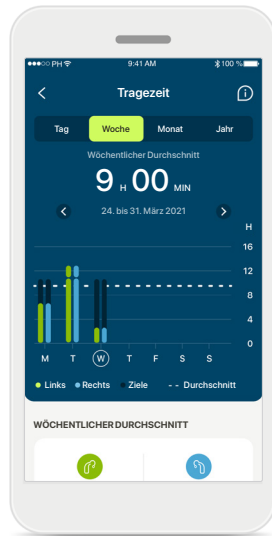 PH 9:41 AM 100 %
Tragezeit
Tag Woche Monat Jahr
Wöchentlicher Durchschnitt
9 H 00 MIN
24. bis 31. März 2021
H
16
12
8
4
0
M T W T F S S
Links Rechts Ziele - - Durchschnitt
WÖCHENTLICHER DURCHSCHNITT